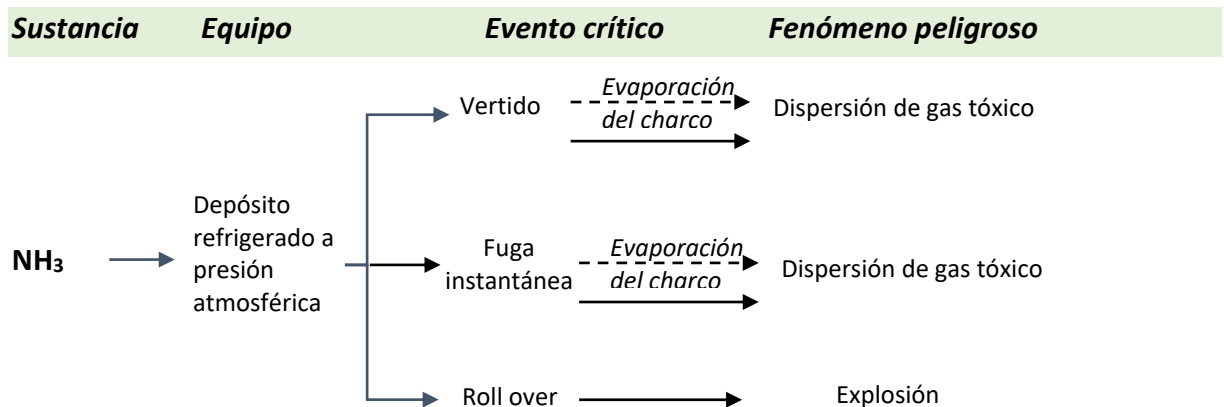 Sustancia Equipo Evento crítico Fenómeno peligroso
Vertido
Evaporación
del charco
Dispersión de gas tóxico
NH₃
Depósito
refrigerado a
presión
atmosférica
Fuga
instantánea
Evaporación
del charco
Dispersión de gas tóxico
Roll over
Explosión